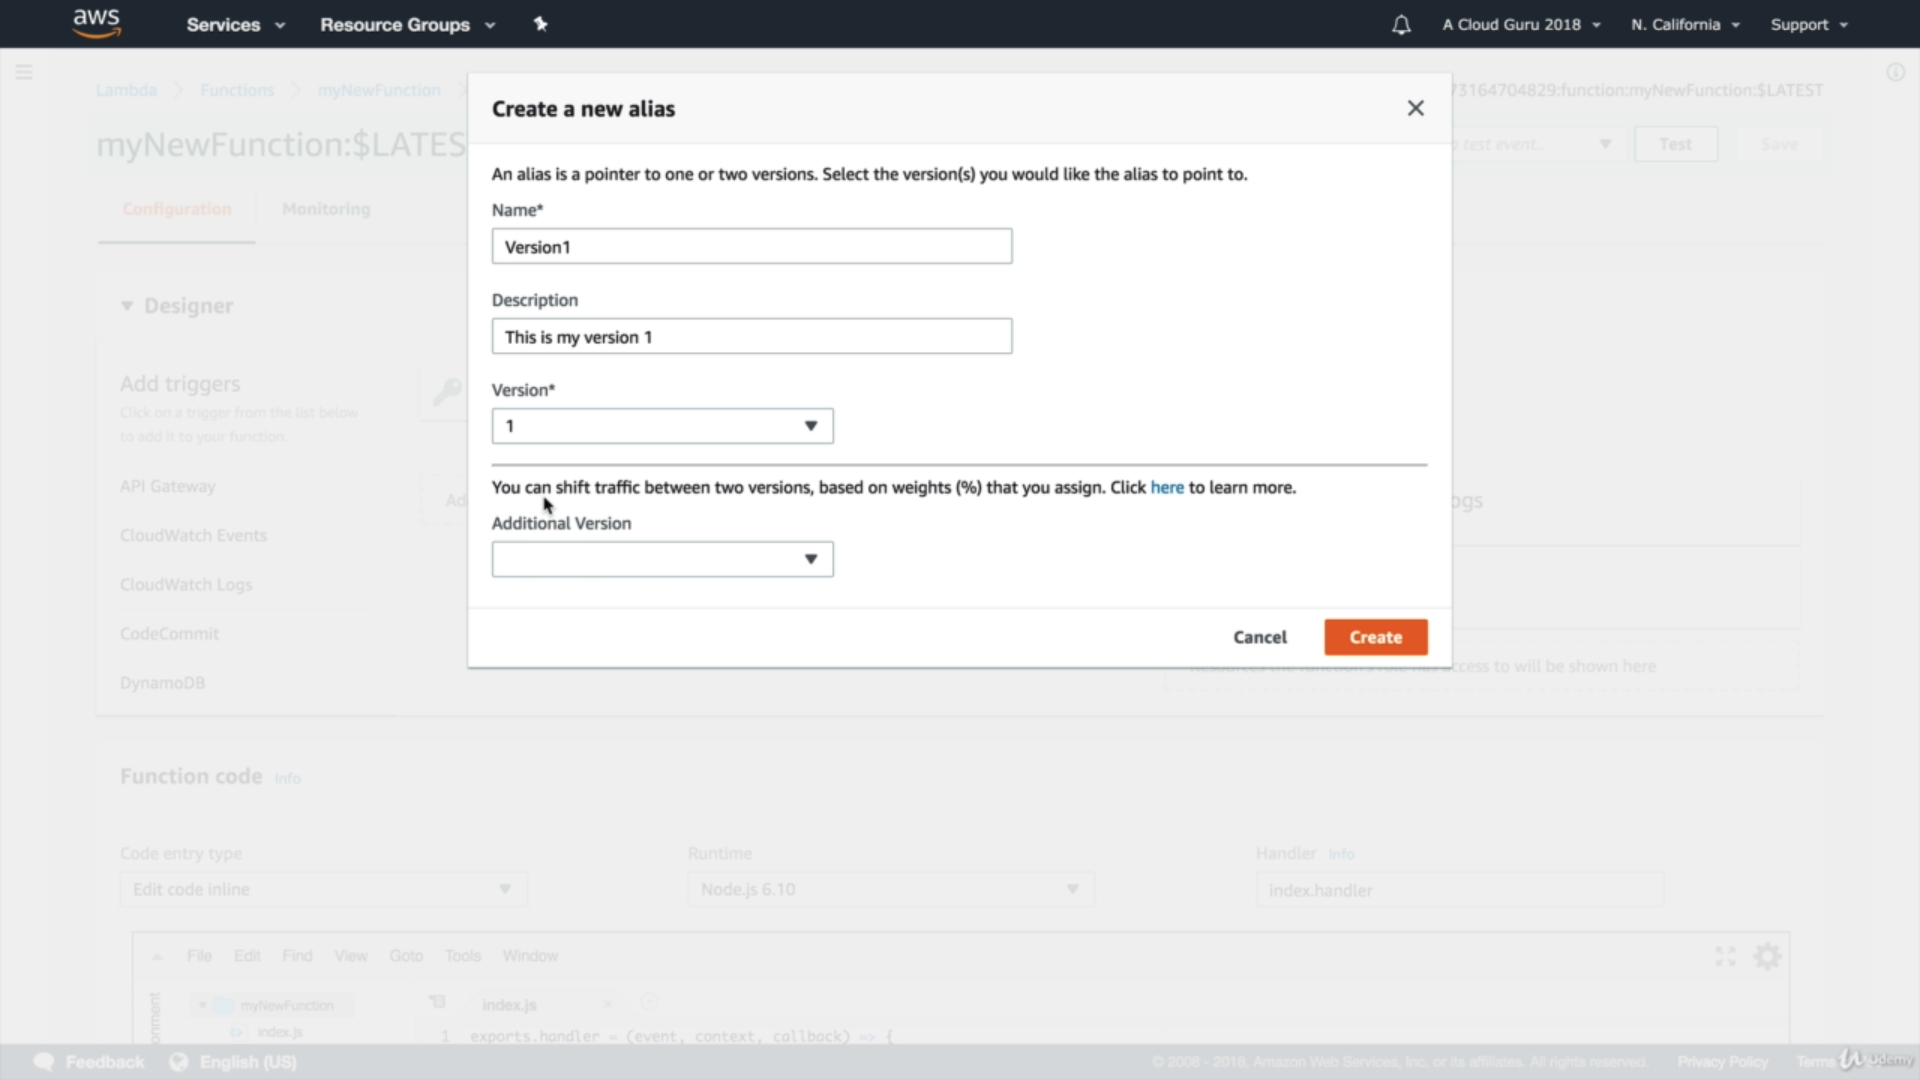 aws
Services
Resource Groups
A Cloud Guru 2018
N. California
Support
Lambda
Functions
myNewFunction
73164704829:function:myNewFunction:$LATEST
myNewFunction:$LATES
test event..
Test
Save
Configuration
Monitoring
Create a new alias
An alias is a pointer to one or two versions. Select the version(s) you would like the alias to point to.
Name*
Version1
Description
This is my version 1
Version*
1
You can shift traffic between two versions, based on weights (%) that you assign. Click here to learn more.
Additional Version
Cancel
Create
Designer
Add triggers
Click on a trigger from the list below
to add it to your function.
API Gateway
CloudWatch Events
CloudWatch Logs
CodeCommit
DynamoDB
Ad
ogs
Resources the function's role has access to will be shown here
Function code Info
Code entry type
Edit code inline
Runtime
Node.js 6.10
Handler Info
index.handler
File Edit Find View Goto Tools Window
onment
myNewFunction
index.js
index.js
1 exports.handler = (event, context, callback) => {
Feedback
English (US)
© 2008 - 2018, Amazon Web Services, Inc. or its affiliates. All rights reserved.
Privacy Policy
Terms
Udemy